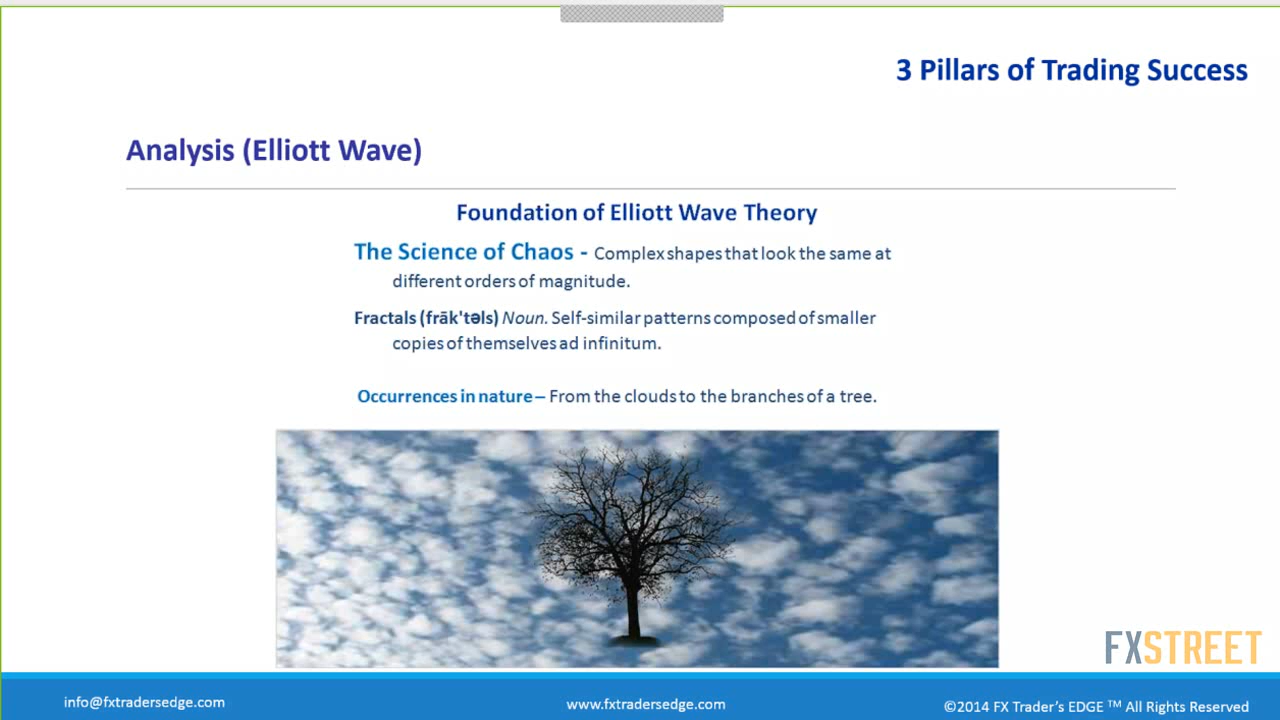 3 Pillars of Trading Success
Analysis (Elliott Wave)
Foundation of Elliott Wave Theory
The Science of Chaos - Complex shapes that look the same at
different orders of magnitude.
Fractals (frāk'təls) Noun. Self-similar patterns composed of smaller
copies of themselves ad infinitum.
Occurrences in nature – From the clouds to the branches of a tree.
FXSTREET
info@fxtradersedge.com
www.fxtradersedge.com
©2014 FX Trader's EDGE ™ All Rights Reserved